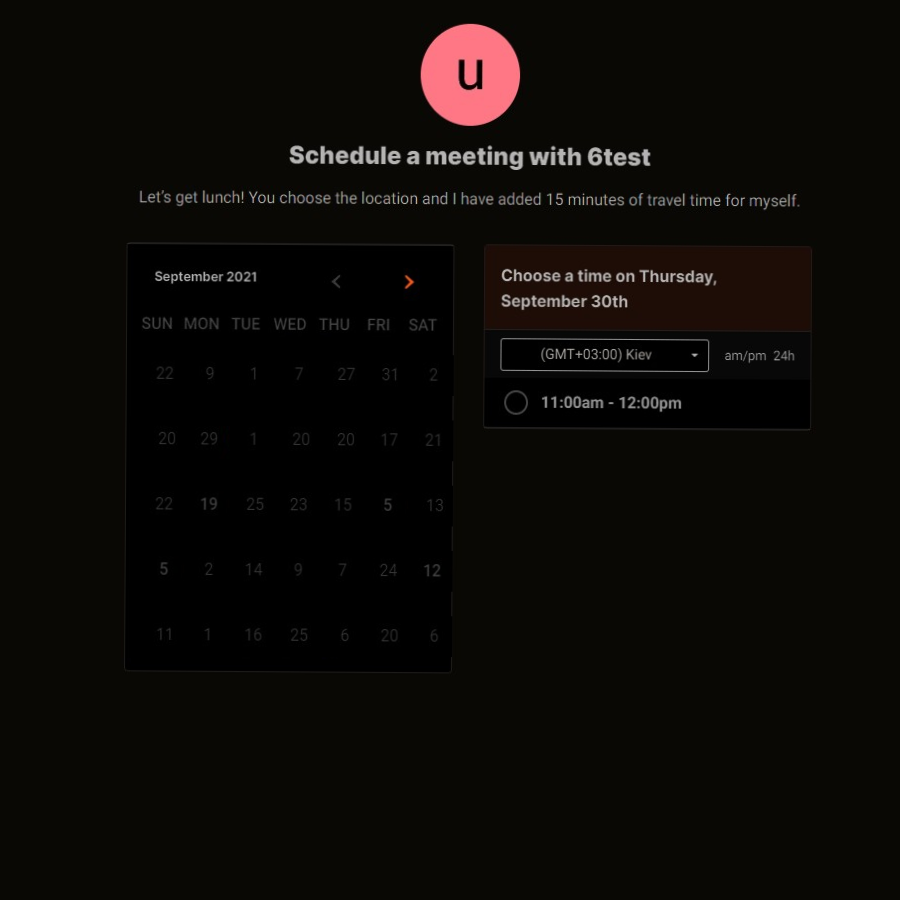 u
Schedule a meeting with 6test
Let's get lunch! You choose the location and I have added 15 minutes of travel time for myself.
September 2021
SUN MON TUE WED THU FRI SAT
22 9 1 7 27 31 2
20 29 1 20 20 17 21
22 19 25 23 15 5 13
5 2 14 9 7 24 12
11 1 16 25 6 20 6
Choose a time on Thursday,
September 30th
(GMT+03:00) Kiev am/pm 24h
11:00am - 12:00pm